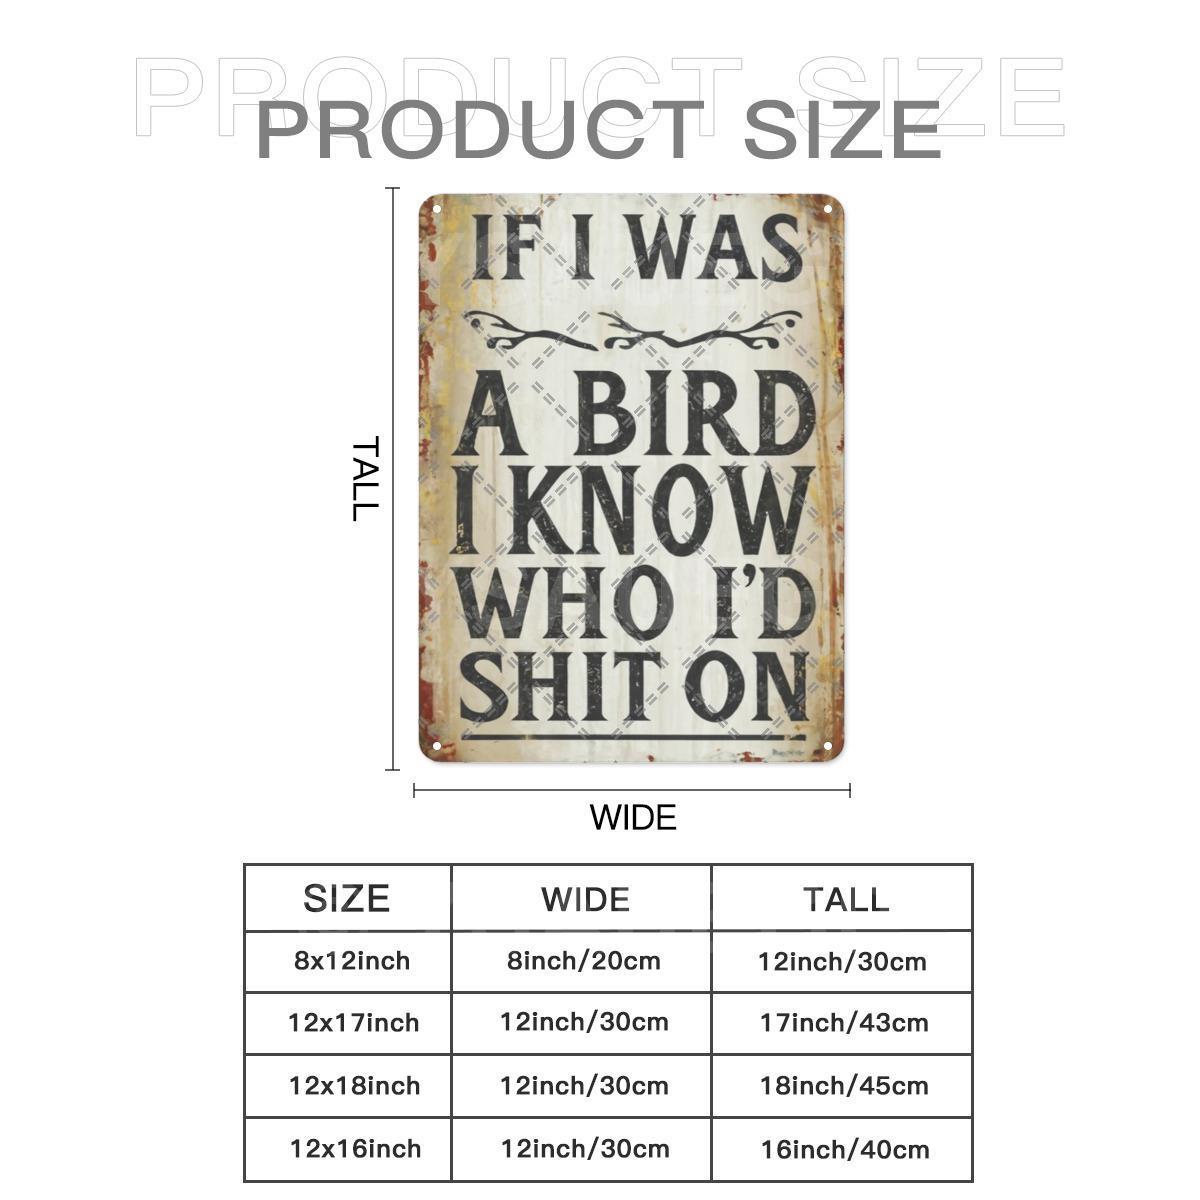 PRODUCT SIZE
PRODUCT SIZE
IF I WAS
A BIRD
I KNOW
WHO I'D
SHIT ON
TALL
WIDE
SIZE WIDE TALL
8x12inch 8inch/20cm 12inch/30cm
12x17inch 12inch/30cm 17inch/43cm
12x18inch 12inch/30cm 18inch/45cm
12x16inch 12inch/30cm 16inch/40cm